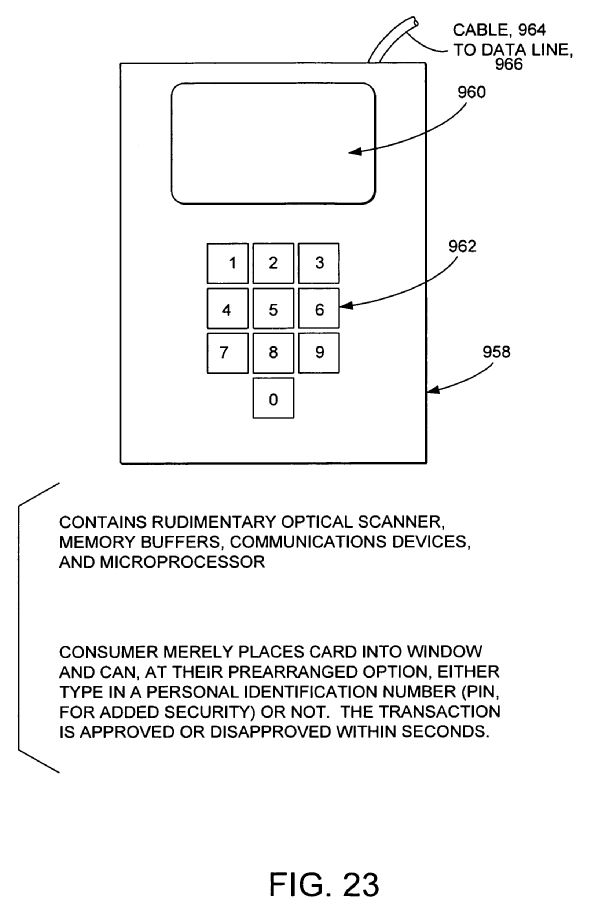 CABLE, 964
TO DATA LINE,
966
960
1 2 3
962
4 5 6
7 8 9
958
0
CONTAINS RUDIMENTARY OPTICAL SCANNER,
MEMORY BUFFERS, COMMUNICATIONS DEVICES,
AND MICROPROCESSOR
CONSUMER MERELY PLACES CARD INTO WINDOW
AND CAN, AT THEIR PREARRANGED OPTION, EITHER
TYPE IN A PERSONAL IDENTIFICATION NUMBER (PIN,
FOR ADDED SECURITY) OR NOT. THE TRANSACTION
IS APPROVED OR DISAPPROVED WITHIN SECONDS.
FIG. 23